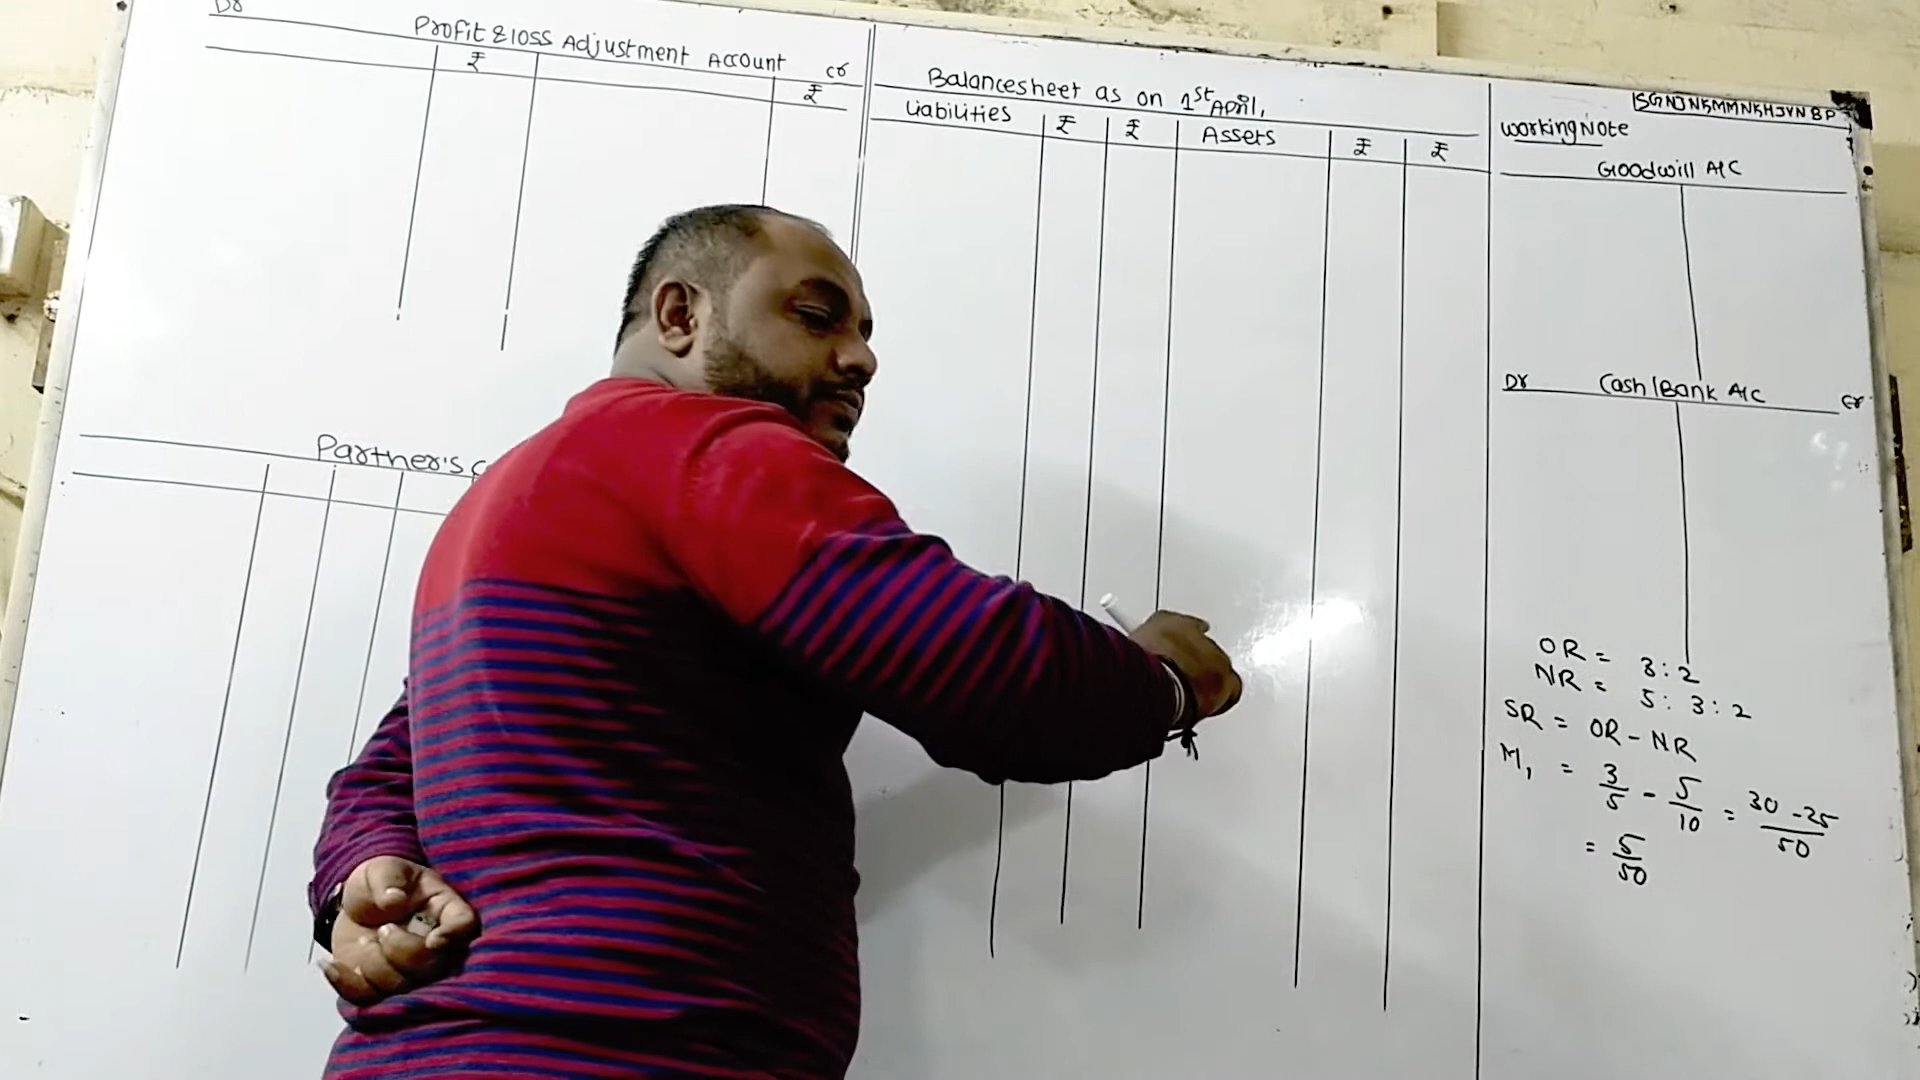 Dr
Profit & loss Adjustment Account cr
₹
₹
Partner's
Balancesheet as on 1st April,
Liabilities ₹ ₹ Assets ₹ ₹
Working Note
Goodwill A/C
Dr Cash/Bank A/C cr
OR = 3:2
NR = 5:3:2
SR = OR - NR
M, = 3/5 - 5/10 = 30-25/50
= 5/50